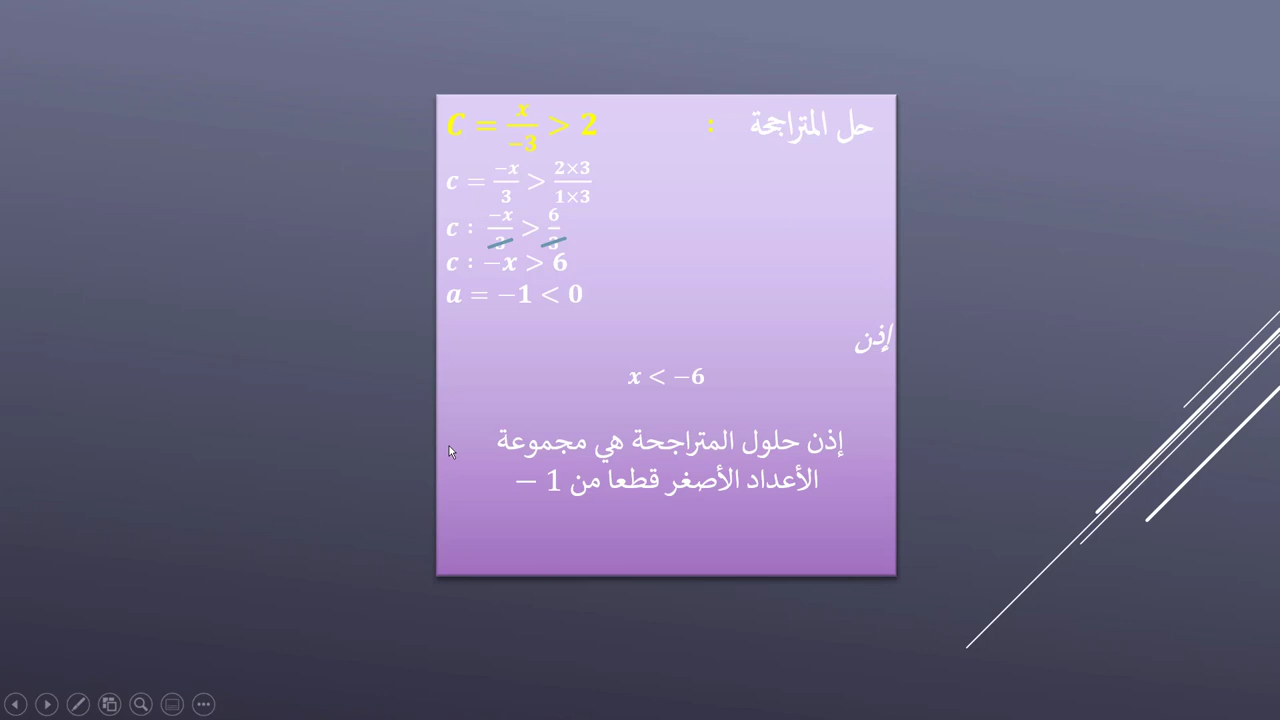 حل المتراجحة : C = x/−3 > 2
c = −x/3 > 2×3/1×3
c : −x/3 > 6/3
c : −x > 6
a = −1 < 0
إذن
x < −6
إذن حلول المتراجحة هي مجموعة
الأعداد الأصغر قطعا من 1 −